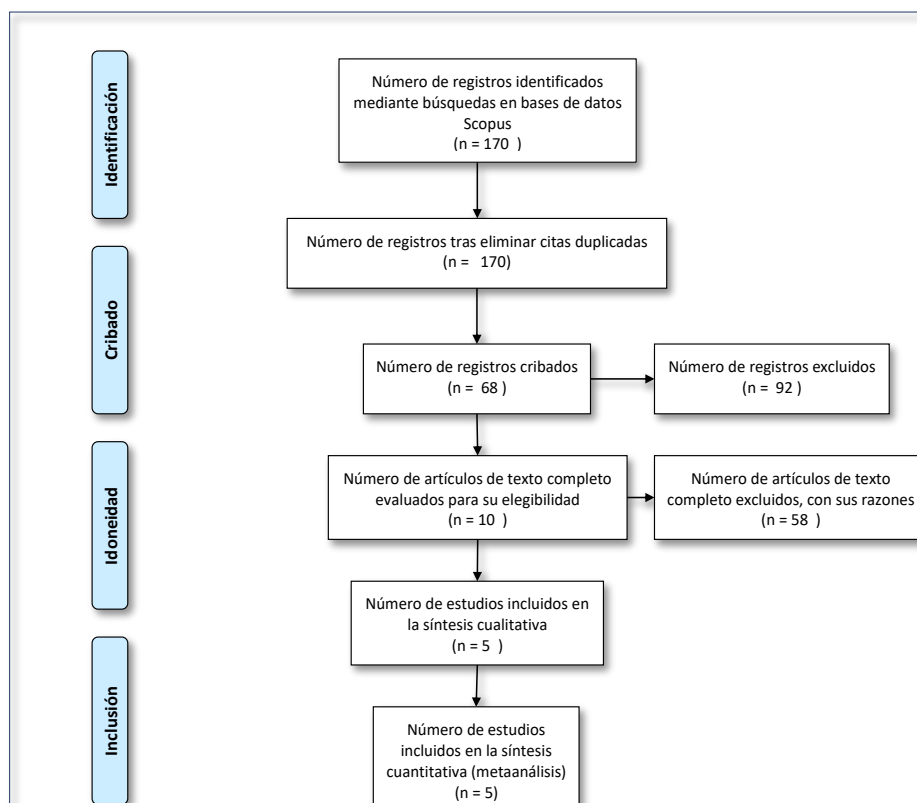 Identificación
Número de registros identificados
mediante búsquedas en bases de datos
Scopus
(n = 170 )
Número de registros tras eliminar citas duplicadas
(n = 170)
Cribado
Número de registros cribados
(n = 68 )
Número de registros excluidos
(n = 92 )
Idoneidad
Número de artículos de texto completo
evaluados para su elegibilidad
(n = 10 )
Número de artículos de texto
completo excluidos, con sus razones
(n = 58 )
Número de estudios incluidos en
la síntesis cualitativa
(n = 5 )
Inclusión
Número de estudios
incluidos en la síntesis
cuantitativa (metaanálisis)
(n = 5)